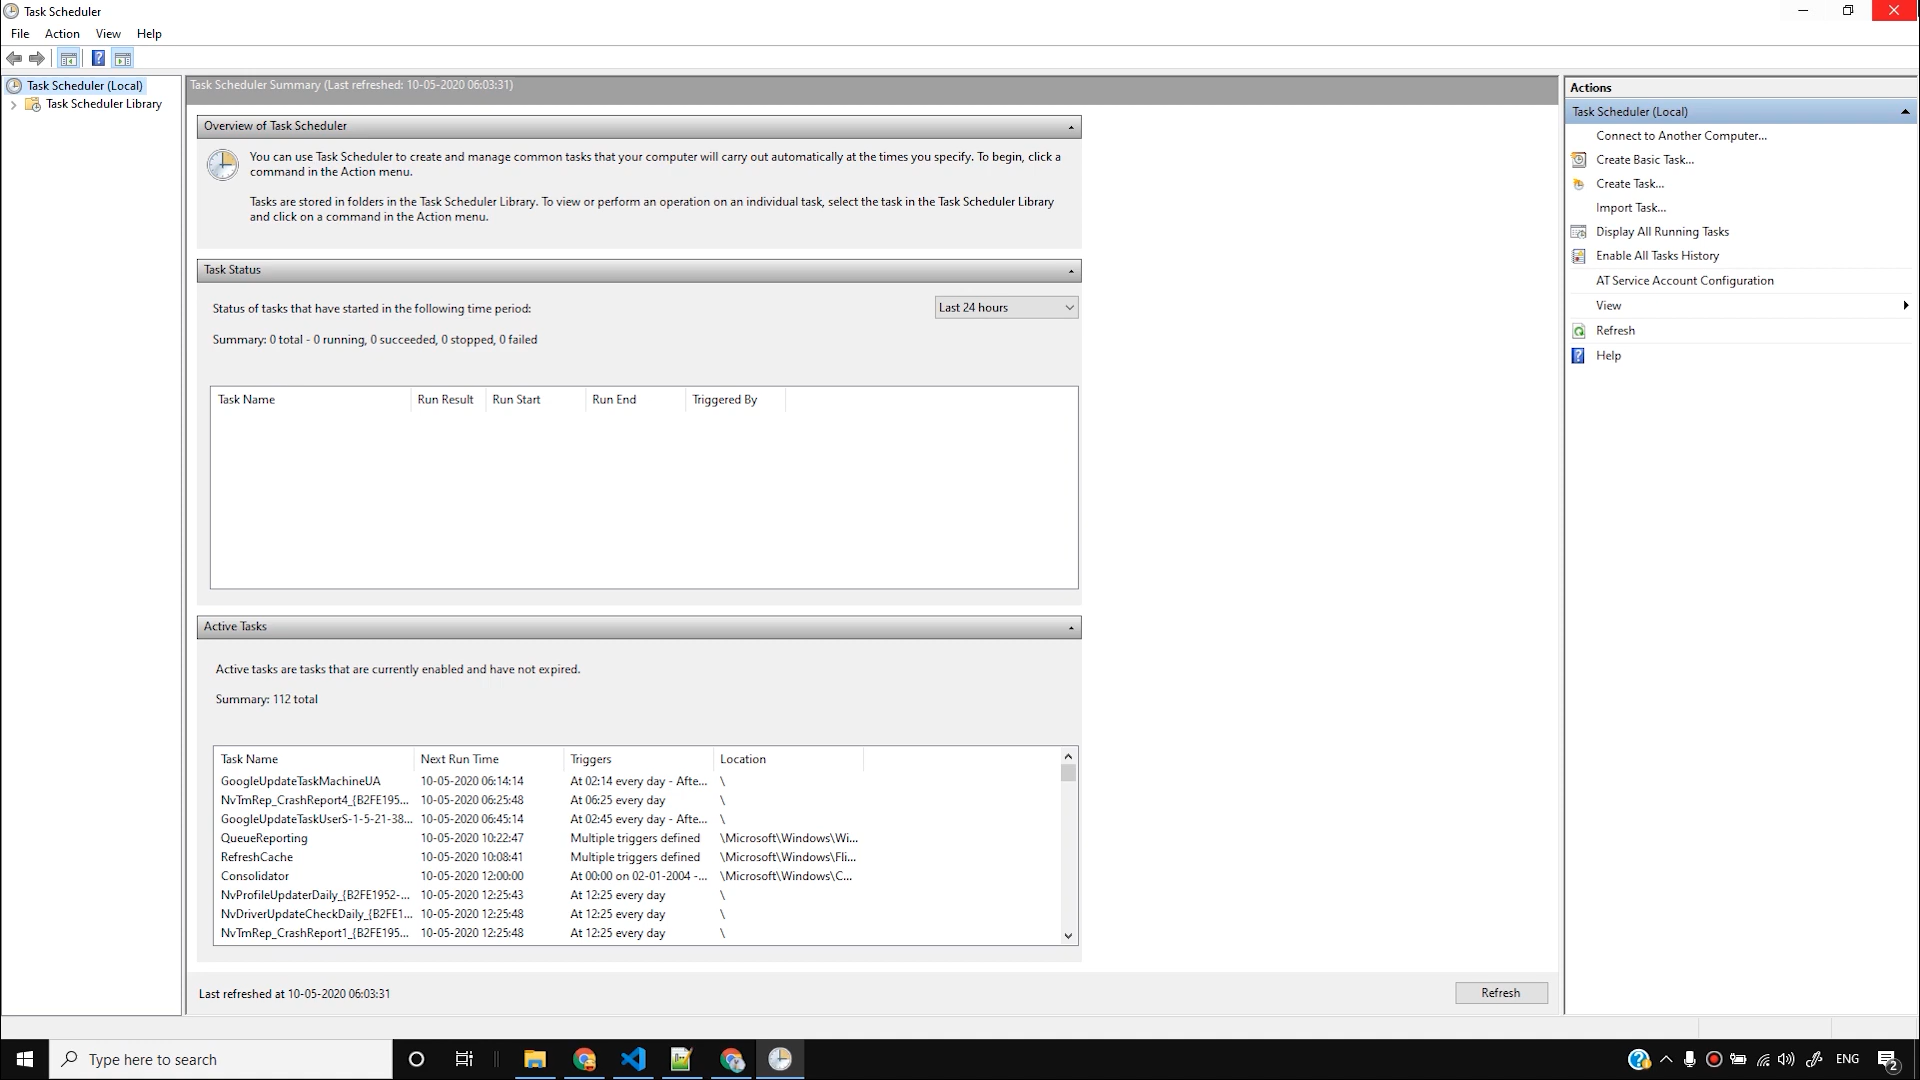 Task Scheduler
File Action View Help
Task Scheduler (Local)
Task Scheduler Library
Task Scheduler Summary (Last refreshed: 10-05-2020 06:03:31)
Overview of Task Scheduler
You can use Task Scheduler to create and manage common tasks that your computer will carry out automatically at the times you specify. To begin, click a
command in the Action menu.
Tasks are stored in folders in the Task Scheduler Library. To view or perform an operation on an individual task, select the task in the Task Scheduler Library
and click on a command in the Action menu.
Task Status
Status of tasks that have started in the following time period:
Last 24 hours
Summary: 0 total - 0 running, 0 succeeded, 0 stopped, 0 failed
Task Name Run Result Run Start Run End Triggered By
Active Tasks
Active tasks are tasks that are currently enabled and have not expired.
Summary: 112 total
Task Name Next Run Time Triggers Location
GoogleUpdateTaskMachineUA 10-05-2020 06:14:14 At 02:14 every day - Afte... \
NvTmRep_CrashReport4_{B2FE195... 10-05-2020 06:25:48 At 06:25 every day \
GoogleUpdateTaskUserS-1-5-21-38... 10-05-2020 06:45:14 At 02:45 every day - Afte... \
QueueReporting 10-05-2020 10:22:47 Multiple triggers defined \Microsoft\Windows\Wi...
RefreshCache 10-05-2020 10:08:41 Multiple triggers defined \Microsoft\Windows\Fli...
Consolidator 10-05-2020 12:00:00 At 00:00 on 02-01-2004 -... \Microsoft\Windows\C...
NvProfileUpdaterDaily_{B2FE1952-... 10-05-2020 12:25:43 At 12:25 every day \
NvDriverUpdateCheckDaily_{B2FE1... 10-05-2020 12:25:48 At 12:25 every day \
NvTmRep_CrashReport1_{B2FE195... 10-05-2020 12:25:48 At 12:25 every day \
Last refreshed at 10-05-2020 06:03:31
Refresh
Actions
Task Scheduler (Local)
Connect to Another Computer...
Create Basic Task...
Create Task...
Import Task...
Display All Running Tasks
Enable All Tasks History
AT Service Account Configuration
View
Refresh
Help
Type here to search
ENG
2